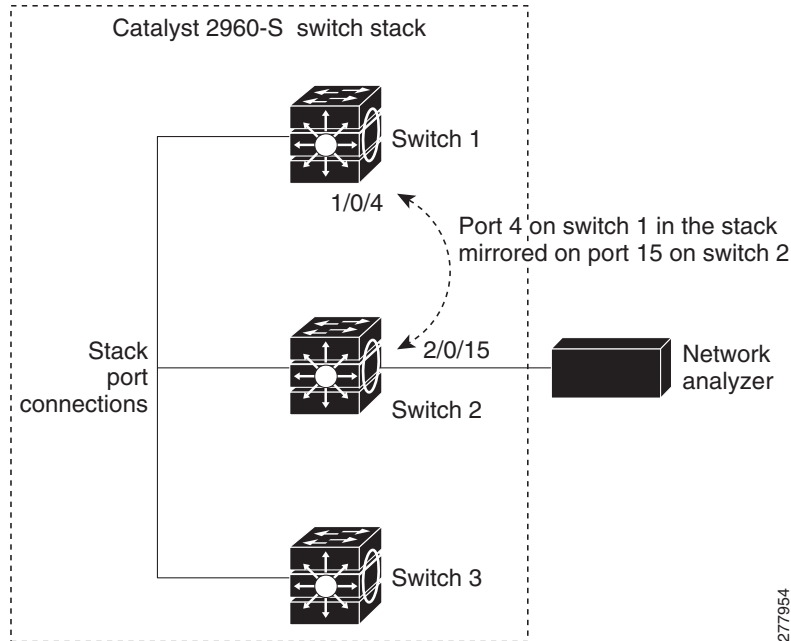 Catalyst 2960-S switch stack
Switch 1
1/0/4
Port 4 on switch 1 in the stack
mirrored on port 15 on switch 2
Stack
port
connections
2/0/15
Switch 2
Network
analyzer
Switch 3
277954